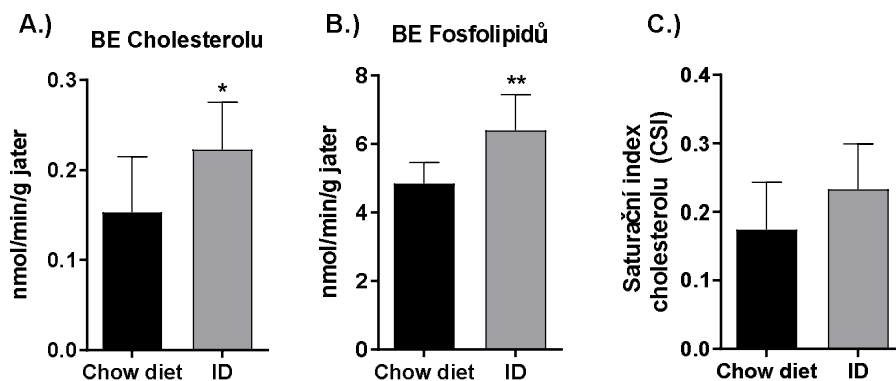 A.)
BE Cholesterolu
nmol/min/g jater
0.3
0.2
0.1
0.0
*
Chow diet
ID
B.)
BE Fosfolipidů
nmol/min/g jater
8
6
4
2
0
**
Chow diet
ID
C.)
Saturační index
cholesterolu (CSI)
0.4
0.3
0.2
0.1
0.0
Chow diet
ID